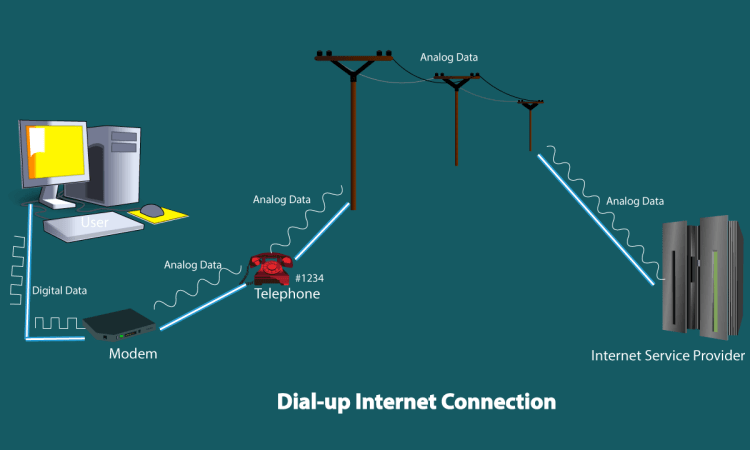 Analog Data
Analog Data
Analog Data
User
Analog Data
#1234
Digital Data
Telephone
Modem
Internet Service Provider
Dial-up Internet Connection